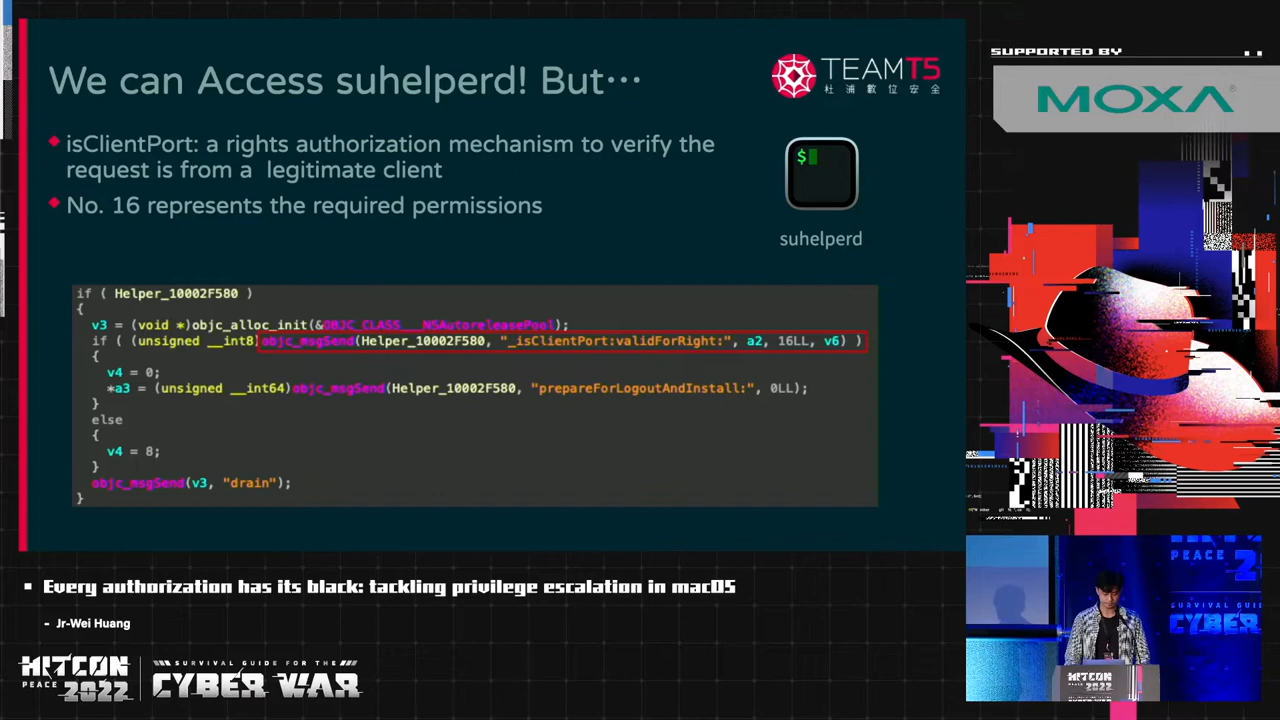 We can Access suhelperd! But…
TEAMT5
杜浦數位安全
isClientPort: a rights authorization mechanism to verify the
request is from a legitimate client
No. 16 represents the required permissions
$
suhelperd
if ( Helper_10002F580 )
{
v3 = (void *)objc_alloc_init(&OBJC_CLASS___NSAutoreleasePool);
if ( (unsigned __int8)objc_msgSend(Helper_10002F580, "_isClientPort:validForRight:", a2, 16LL, v6) )
{
v4 = 0;
*a3 = (unsigned __int64)objc_msgSend(Helper_10002F580, "prepareForLogoutAndInstall:", 0LL);
}
else
{
v4 = 8;
}
objc_msgSend(v3, "drain");
}
SUPPORTED BY
MOXA®
Every authorization has its black: tackling privilege escalation in macOS
- Jr-Wei Huang
HITCON
PEACE 2022
SURVIVAL GUIDE FOR THE
CYBER WAR
PEACE 2
SURVIVAL GUI
CYBER
HITCON
PEACE 2022